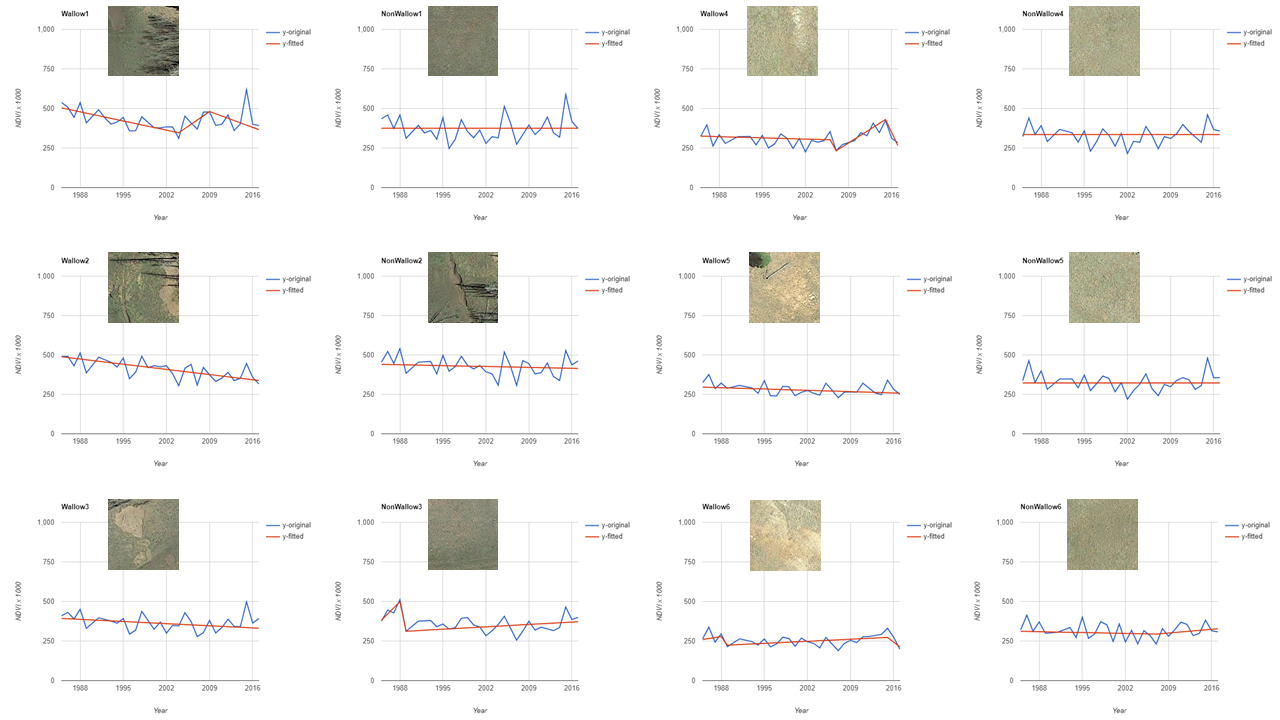 Wallow1
1,000
750
500
250
0
NDVI x 1000
1988
1995
2002
2009
2016
Year
y-original
y-fitted
NonWallow1
1,000
750
500
250
0
NDVI x 1000
1988
1995
2002
2009
2016
Year
y-original
y-fitted
Wallow4
1,000
750
500
250
0
NDVI x 1000
1988
1995
2002
2009
2016
Year
y-original
y-fitted
NonWallow4
1,000
750
500
250
0
NDVI x 1000
1988
1995
2002
2009
2016
Year
y-original
y-fitted
Wallow2
1,000
750
500
250
0
NDVI x 1000
1988
1995
2002
2009
2016
Year
y-original
y-fitted
NonWallow2
1,000
750
500
250
0
NDVI x 1000
1988
1995
2002
2009
2016
Year
y-original
y-fitted
Wallow5
1,000
750
500
250
0
NDVI x 1000
1988
1995
2002
2009
2016
Year
y-original
y-fitted
NonWallow5
1,000
750
500
250
0
NDVI x 1000
1988
1995
2002
2009
2016
Year
y-original
y-fitted
Wallow3
1,000
750
500
250
0
NDVI x 1000
1988
1995
2002
2009
2016
Year
y-original
y-fitted
NonWallow3
1,000
750
500
250
0
NDVI x 1000
1988
1995
2002
2009
2016
Year
y-original
y-fitted
Wallow6
1,000
750
500
250
0
NDVI x 1000
1988
1995
2002
2009
2016
Year
y-original
y-fitted
NonWallow6
1,000
750
500
250
0
NDVI x 1000
1988
1995
2002
2009
2016
Year
y-original
y-fitted